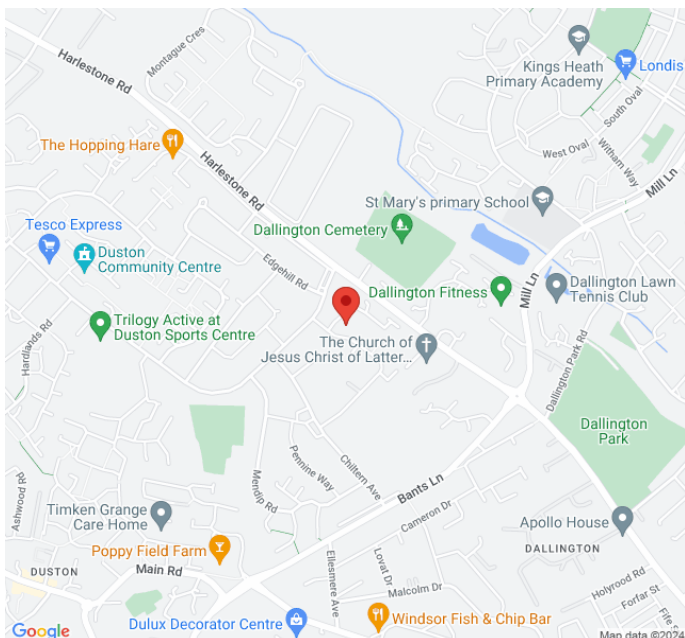 Montague Cres
Harlestone Rd
Kings Heath
Primary Academy
Londis
South Oval
West Oval
Witham Way
Mill Ln
The Hopping Hare
Harlestone Rd
St Mary's primary School
Tesco Express
Duston
Community Centre
Dallington Cemetery
Edgehill Rd
Dallington Fitness
Mill Ln
Dallington Lawn
Tennis Club
Trilogy Active at
Duston Sports Centre
Hardlands Rd
The Church of
Jesus Christ of Latter...
Dallington Park Rd
Dallington
Park
Pennine Way
Chiltern Ave
Mendip Rd
Bants Ln
Ashwood Rd
Timken Grange
Care Home
Cameron Dr
Apollo House
DALLINGTON
Poppy Field Farm
DUSTON
Main Rd
Ellesmere Ave
Lovat Dr
Malcolm Dr
Holyrood Rd
Forfar St
Fife St
Google
Dulux Decorator Centre
Windsor Fish & Chip Bar
Map data ©2024